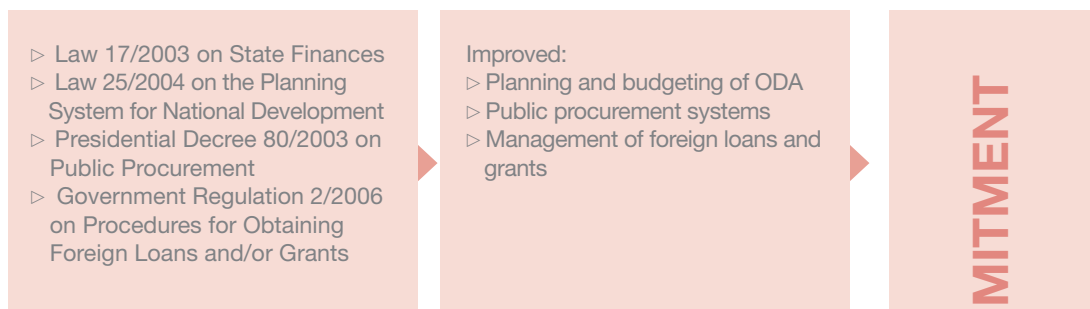 ▷ Law 17/2003 on State Finances
▷ Law 25/2004 on the Planning
System for National Development
▷ Presidential Decree 80/2003 on
Public Procurement
▷ Government Regulation 2/2006
on Procedures for Obtaining
Foreign Loans and/or Grants
Improved:
▷ Planning and budgeting of ODA
▷ Public procurement systems
▷ Management of foreign loans and
grants
MITMENT